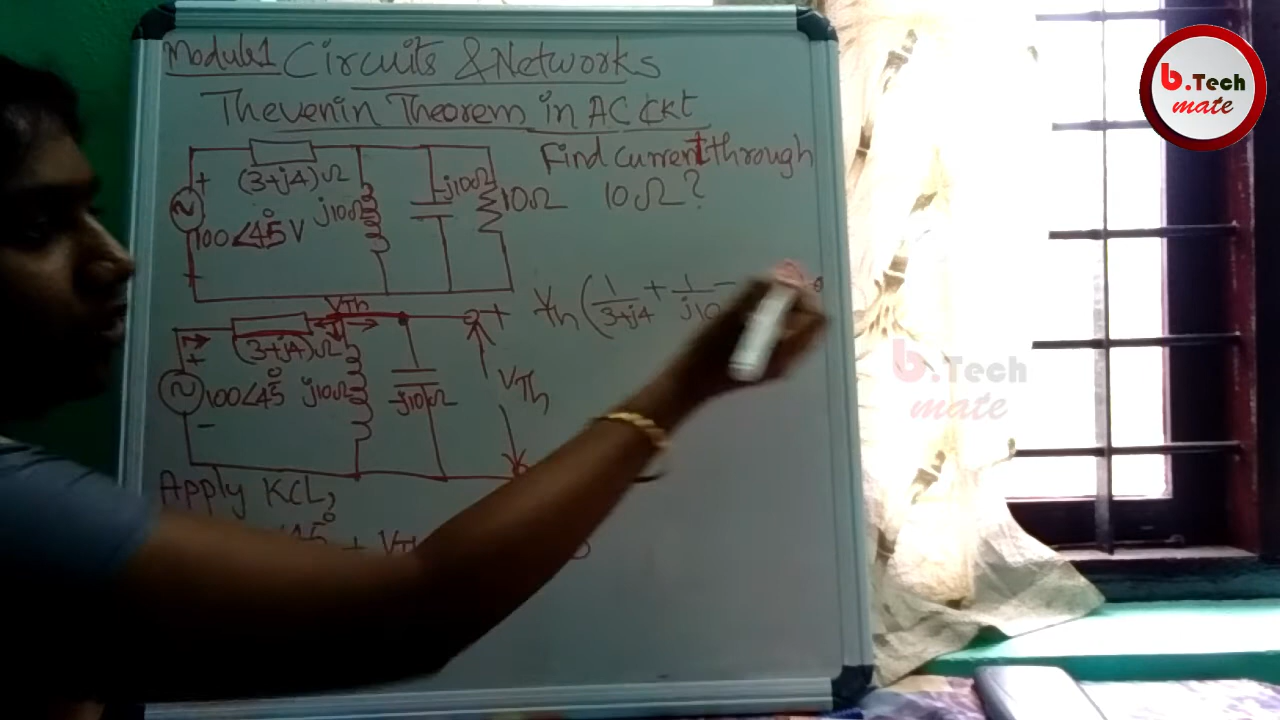 b.Tech
mate
Module1 Circuits & Networks
Thevenin Theorem in AC CKt
Find current through
10Ω?
(3+j4)Ω
j10Ω
-j10Ω
10Ω
+
100∠45° V
-
VTh
+
(3+j4)Ω
+
100∠45°
j10Ω
-j10Ω
VTh
-
VTh (1/3+j4 + 1/j10 -
b.Tech
mate
Apply KCL,
45° + VTh